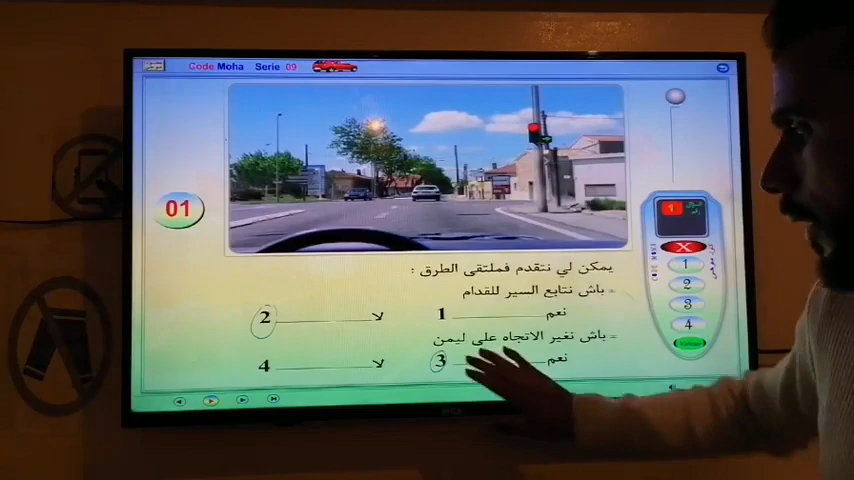 Code Moha Serie 09
01
يمكن لي نتقدم فملتقى الطرق :
= باش نتابع السير للقدام
نعم 1 لا 2
= باش نغير الاتجاه على ليمن
نعم 3 لا 4
1
X
1
2
3
4